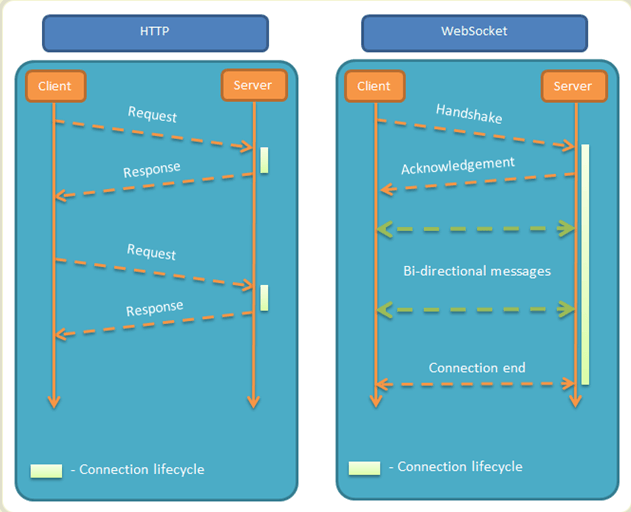 HTTP
Client
Server
Request
Response
Request
Response
- Connection lifecycle
WebSocket
Client
Server
Handshake
Acknowledgement
Bi-directional messages
Connection end
- Connection lifecycle